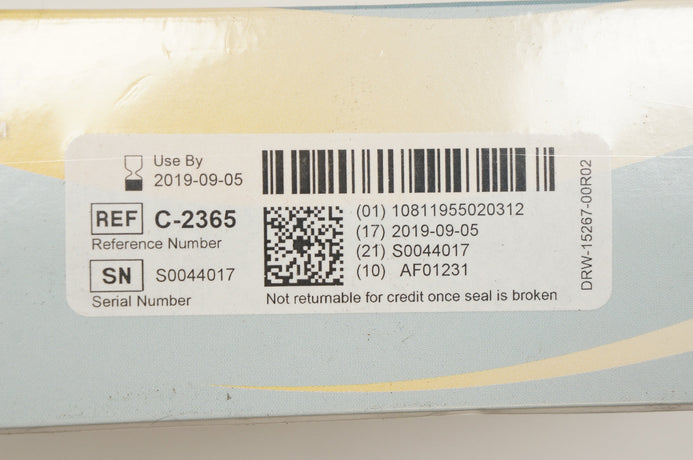 Use By
2019-09-05
REF C-2365
Reference Number
SN S0044017
Serial Number
(01) 10811955020312
(17) 2019-09-05
(21) S0044017
(10) AF01231
Not returnable for credit once seal is broken
DRW-15267-00R02